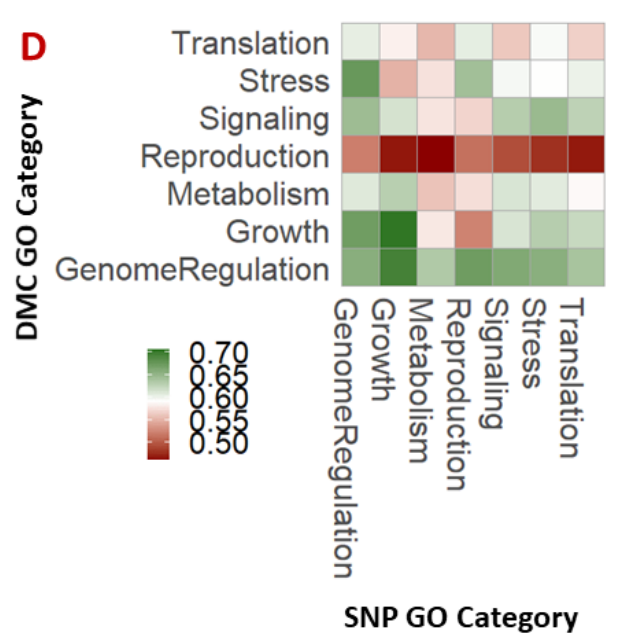 D
DMC GO Category
Translation
Stress
Signaling
Reproduction
Metabolism
Growth
GenomeRegulation
0.70
0.65
0.60
0.55
0.50
GenomeRegulation
Growth
Metabolism
Reproduction
Signaling
Stress
Translation
SNP GO Category